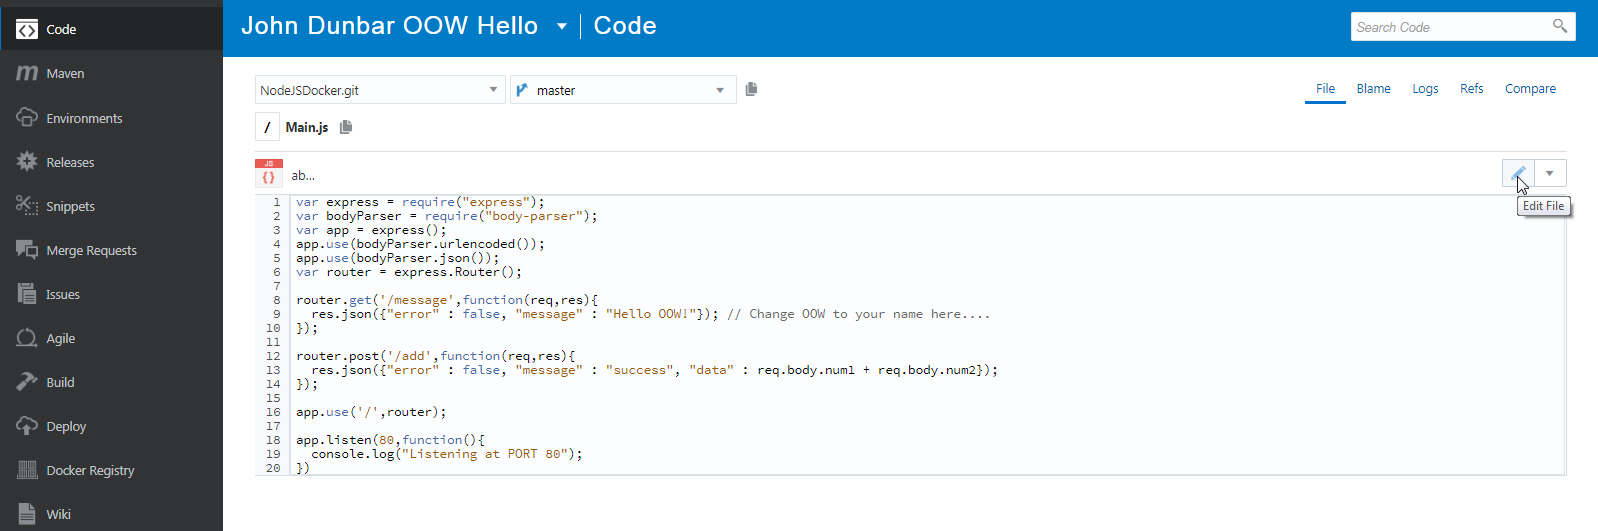 Code
Maven
Environments
Releases
Snippets
Merge Requests
Issues
Agile
Build
Deploy
Docker Registry
Wiki
John Dunbar OOW Hello Code
Search Code
NodeJSDocker.git master
File Blame Logs Refs Compare
/ Main.js
JS
{}
ab...
Edit File
1 var express = require("express");
2 var bodyParser = require("body-parser");
3 var app = express();
4 app.use(bodyParser.urlencoded());
5 app.use(bodyParser.json());
6 var router = express.Router();
7
8 router.get('/message',function(req,res){
9 res.json({"error" : false, "message" : "Hello OOW!"}); // Change OOW to your name here....
10 });
11
12 router.post('/add',function(req,res){
13 res.json({"error" : false, "message" : "success", "data" : req.body.num1 + req.body.num2});
14 });
15
16 app.use('/',router);
17
18 app.listen(80,function(){
19 console.log("Listening at PORT 80");
20 })